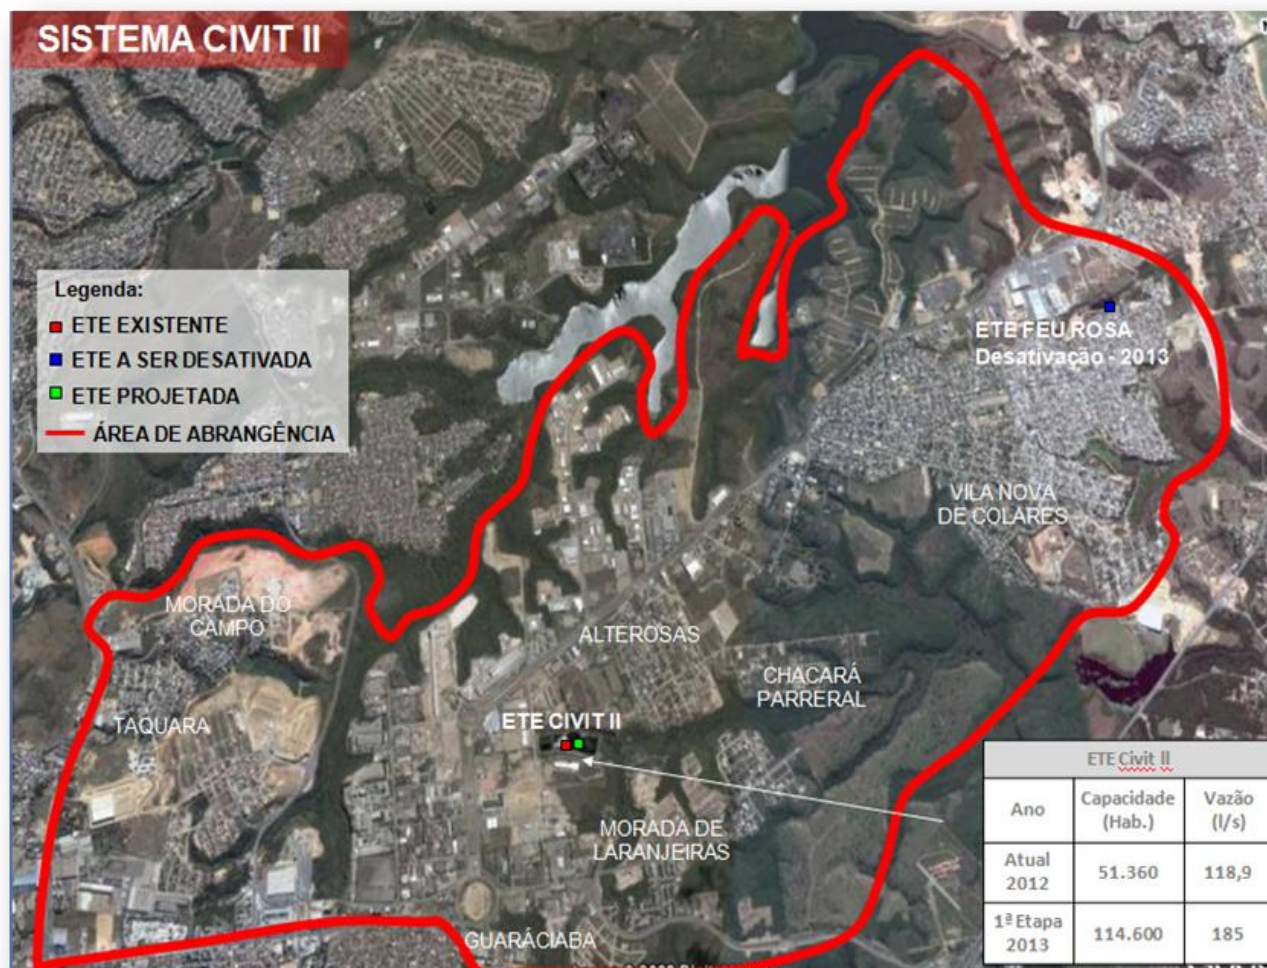 SISTEMA CIVIT II
Legenda:
ETE EXISTENTE
ETE A SER DESATIVADA
ETE PROJETADA
ÁREA DE ABRANGÊNCIA
ETE FEU ROSA
Desativação - 2013
VILA NOVA
DE COLARES
MORADA DO
CAMPO
ALTEROSAS
CHACARÁ
PARRERAL
TAQUARA
ETE CIVIT II
MORADA DE
LARANJEIRAS
GUARÁCIABA
ETE Civit II
Ano Capacidade (Hab.) Vazão (l/s)
Atual 2012 51.360 118,9
1ª Etapa 2013 114.600 185